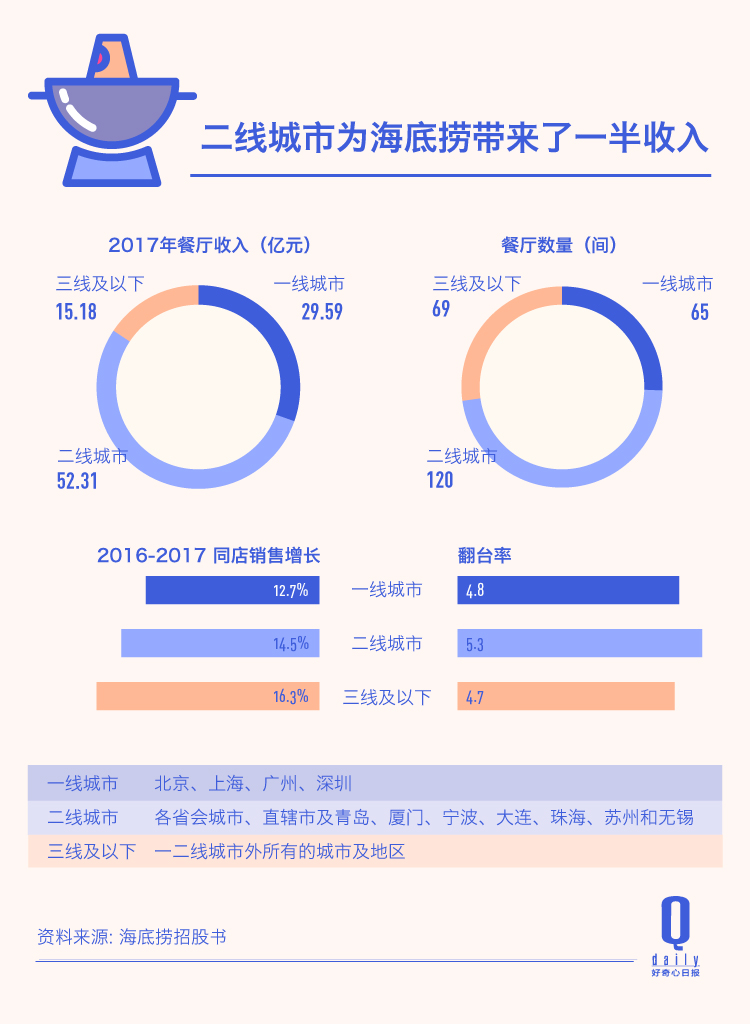 二线城市为海底捞带来了一半收入
2017年餐厅收入（亿元）
三线及以下
15.18
一线城市
29.59
二线城市
52.31
餐厅数量（间）
三线及以下
69
一线城市
65
二线城市
120
2016-2017 同店销售增长 翻台率
12.7% 一线城市 4.8
14.5% 二线城市 5.3
16.3% 三线及以下 4.7
一线城市 北京、上海、广州、深圳
二线城市 各省会城市、直辖市及青岛、厦门、宁波、大连、珠海、苏州和无锡
三线及以下 一二线城市外所有的城市及地区
资料来源: 海底捞招股书
Q
daily
好奇心日报